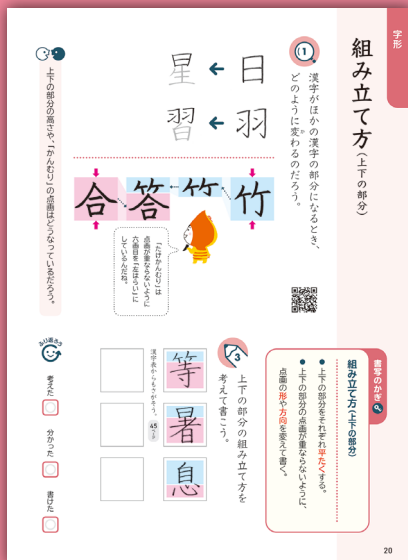 字形
組み立て方（上下の部分）
1
漢字がほかの漢字の部分になるとき、
どのように変わるのだろう。
日
星
羽
習
竹
竹
答
合
「たけかんむり」は
点画が重ならないように
六画目を「左はらい」に
しているんだね。
上下の部分の高さや、「かんむり」の点画はどうなっているだろう。
書写のかぎ
組み立て方（上下の部分）
●上下の部分をそれぞれ平たくする。
●上下の部分の点画が重ならないように、
点画の形や方向を変えて書く。
3
上下の部分の組み立て方を
考えて書こう。
等
暑
息
漢字表からもさがそう。
45
ふり返ろう
考えた
分かった
書けた
20